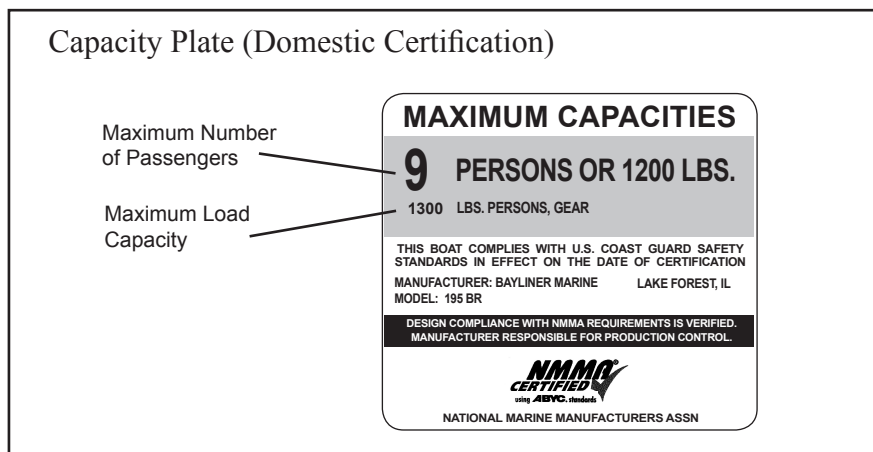 Capacity Plate (Domestic Certification)
Maximum Number
of Passengers
Maximum Load
Capacity
MAXIMUM CAPACITIES
9 PERSONS OR 1200 LBS.
1300 LBS. PERSONS, GEAR
THIS BOAT COMPLIES WITH U.S. COAST GUARD SAFETY
STANDARDS IN EFFECT ON THE DATE OF CERTIFICATION
MANUFACTURER: BAYLINER MARINE LAKE FOREST, IL
MODEL: 195 BR
DESIGN COMPLIANCE WITH NMMA REQUIREMENTS IS VERIFIED.
MANUFACTURER RESPONSIBLE FOR PRODUCTION CONTROL.
NMMA®
CERTIFIED
using ABYC. standards
NATIONAL MARINE MANUFACTURERS ASSN